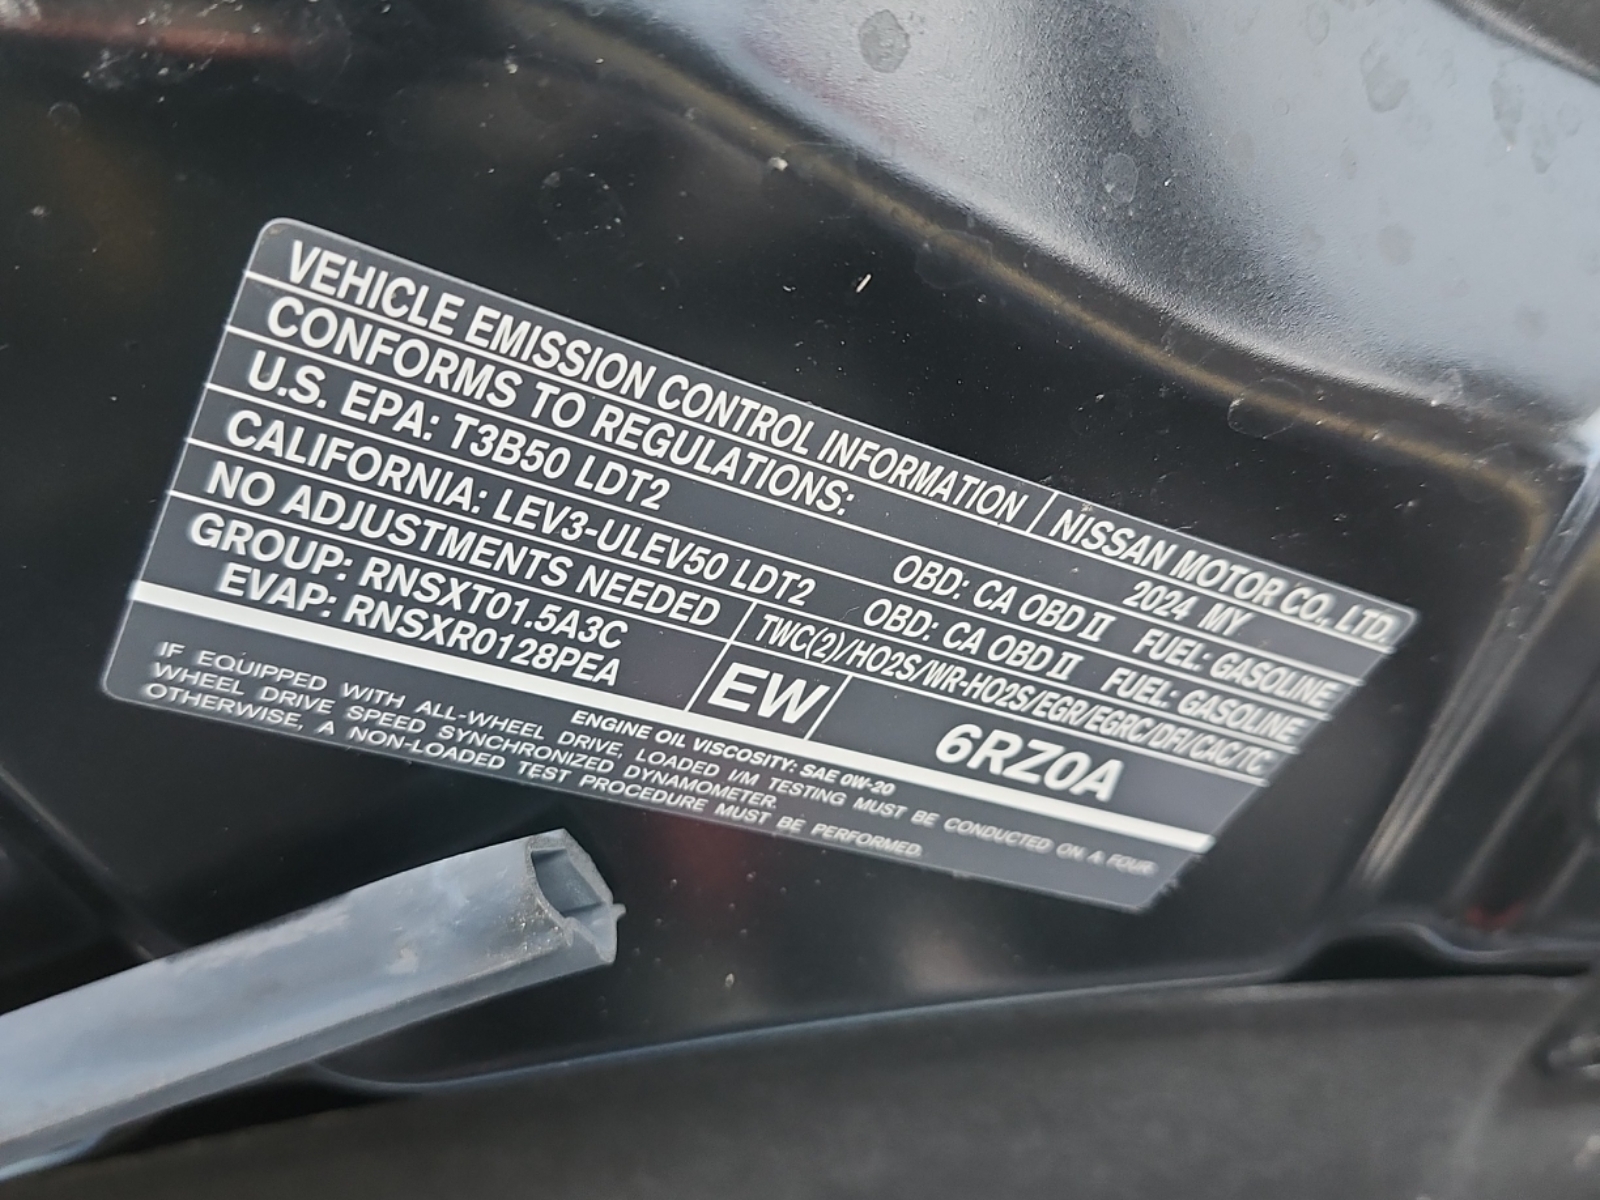 VEHICLE EMISSION CONTROL INFORMATION NISSAN MOTOR CO., LTD.
CONFORMS TO REGULATIONS: 2024 MY
U.S. EPA: T3B50 LDT2 OBD: CA OBD II FUEL: GASOLINE
CALIFORNIA: LEV3-ULEV50 LDT2 OBD: CA OBD II FUEL: GASOLINE
NO ADJUSTMENTS NEEDED TWC(2)/HO2S/WR-HO2S/EGR/EGRC/DFI/CAC/TC
GROUP: RNSXT01.5A3C
EVAP: RNSXR0128PEA
EW 6RZ0A
ENGINE OIL VISCOSITY: SAE 0W-20
IF EQUIPPED WITH ALL-WHEEL DRIVE, LOADED I/M TESTING MUST BE CONDUCTED ON A FOUR
WHEEL DRIVE SPEED SYNCHRONIZED DYNAMOMETER.
OTHERWISE, A NON-LOADED TEST PROCEDURE MUST BE PERFORMED.